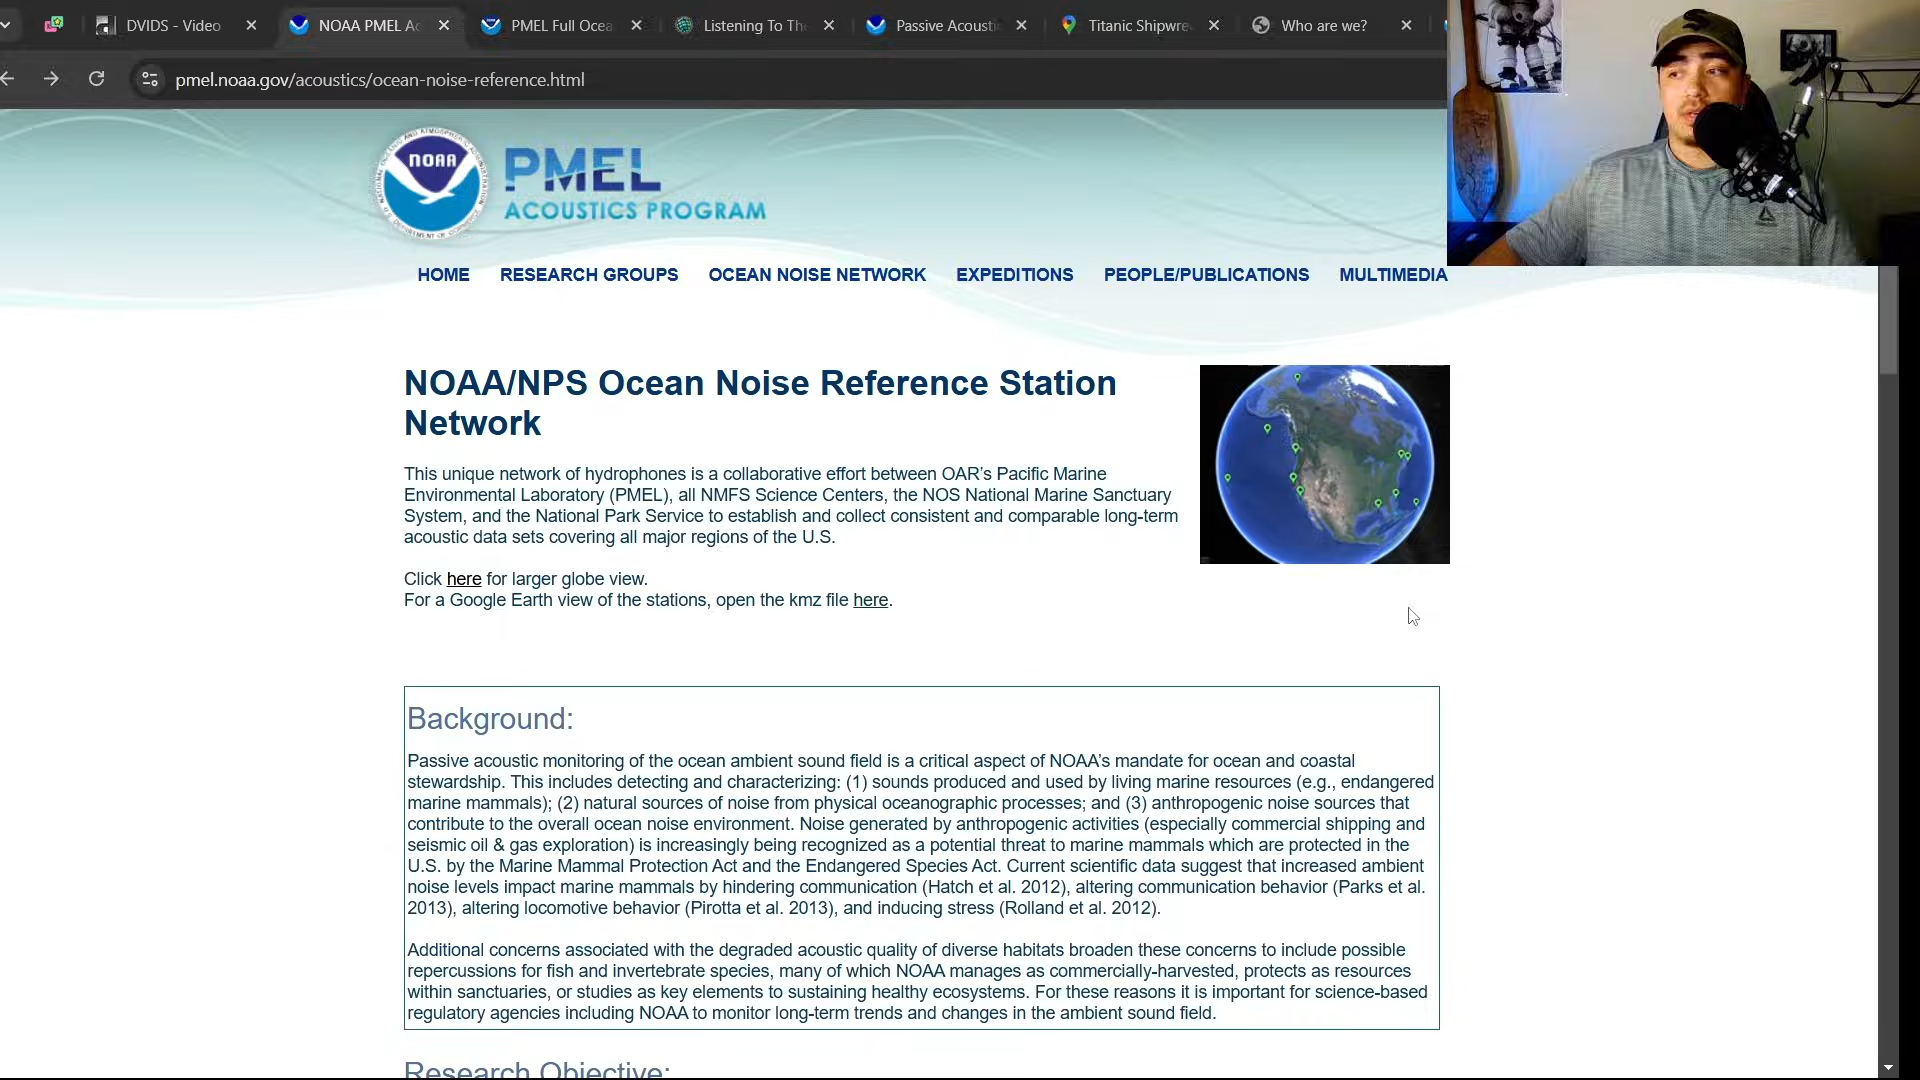 DVIDS - Video
NOAA PMEL Ac
PMEL Full Ocea
Listening To Th
Passive Acousti
Titanic Shipwre
Who are we?
pmel.noaa.gov/acoustics/ocean-noise-reference.html
NOAA
PMEL
ACOUSTICS PROGRAM
HOME RESEARCH GROUPS OCEAN NOISE NETWORK EXPEDITIONS PEOPLE/PUBLICATIONS MULTIMEDIA
NOAA/NPS Ocean Noise Reference Station
Network
This unique network of hydrophones is a collaborative effort between OAR's Pacific Marine
Environmental Laboratory (PMEL), all NMFS Science Centers, the NOS National Marine Sanctuary
System, and the National Park Service to establish and collect consistent and comparable long-term
acoustic data sets covering all major regions of the U.S.
Click here for larger globe view.
For a Google Earth view of the stations, open the kmz file here.
Background:
Passive acoustic monitoring of the ocean ambient sound field is a critical aspect of NOAA's mandate for ocean and coastal
stewardship. This includes detecting and characterizing: (1) sounds produced and used by living marine resources (e.g., endangered
marine mammals); (2) natural sources of noise from physical oceanographic processes; and (3) anthropogenic noise sources that
contribute to the overall ocean noise environment. Noise generated by anthropogenic activities (especially commercial shipping and
seismic oil & gas exploration) is increasingly being recognized as a potential threat to marine mammals which are protected in the
U.S. by the Marine Mammal Protection Act and the Endangered Species Act. Current scientific data suggest that increased ambient
noise levels impact marine mammals by hindering communication (Hatch et al. 2012), altering communication behavior (Parks et al.
2013), altering locomotive behavior (Pirotta et al. 2013), and inducing stress (Rolland et al. 2012).
Additional concerns associated with the degraded acoustic quality of diverse habitats broaden these concerns to include possible
repercussions for fish and invertebrate species, many of which NOAA manages as commercially-harvested, protects as resources
within sanctuaries, or studies as key elements to sustaining healthy ecosystems. For these reasons it is important for science-based
regulatory agencies including NOAA to monitor long-term trends and changes in the ambient sound field.
Research Objective: